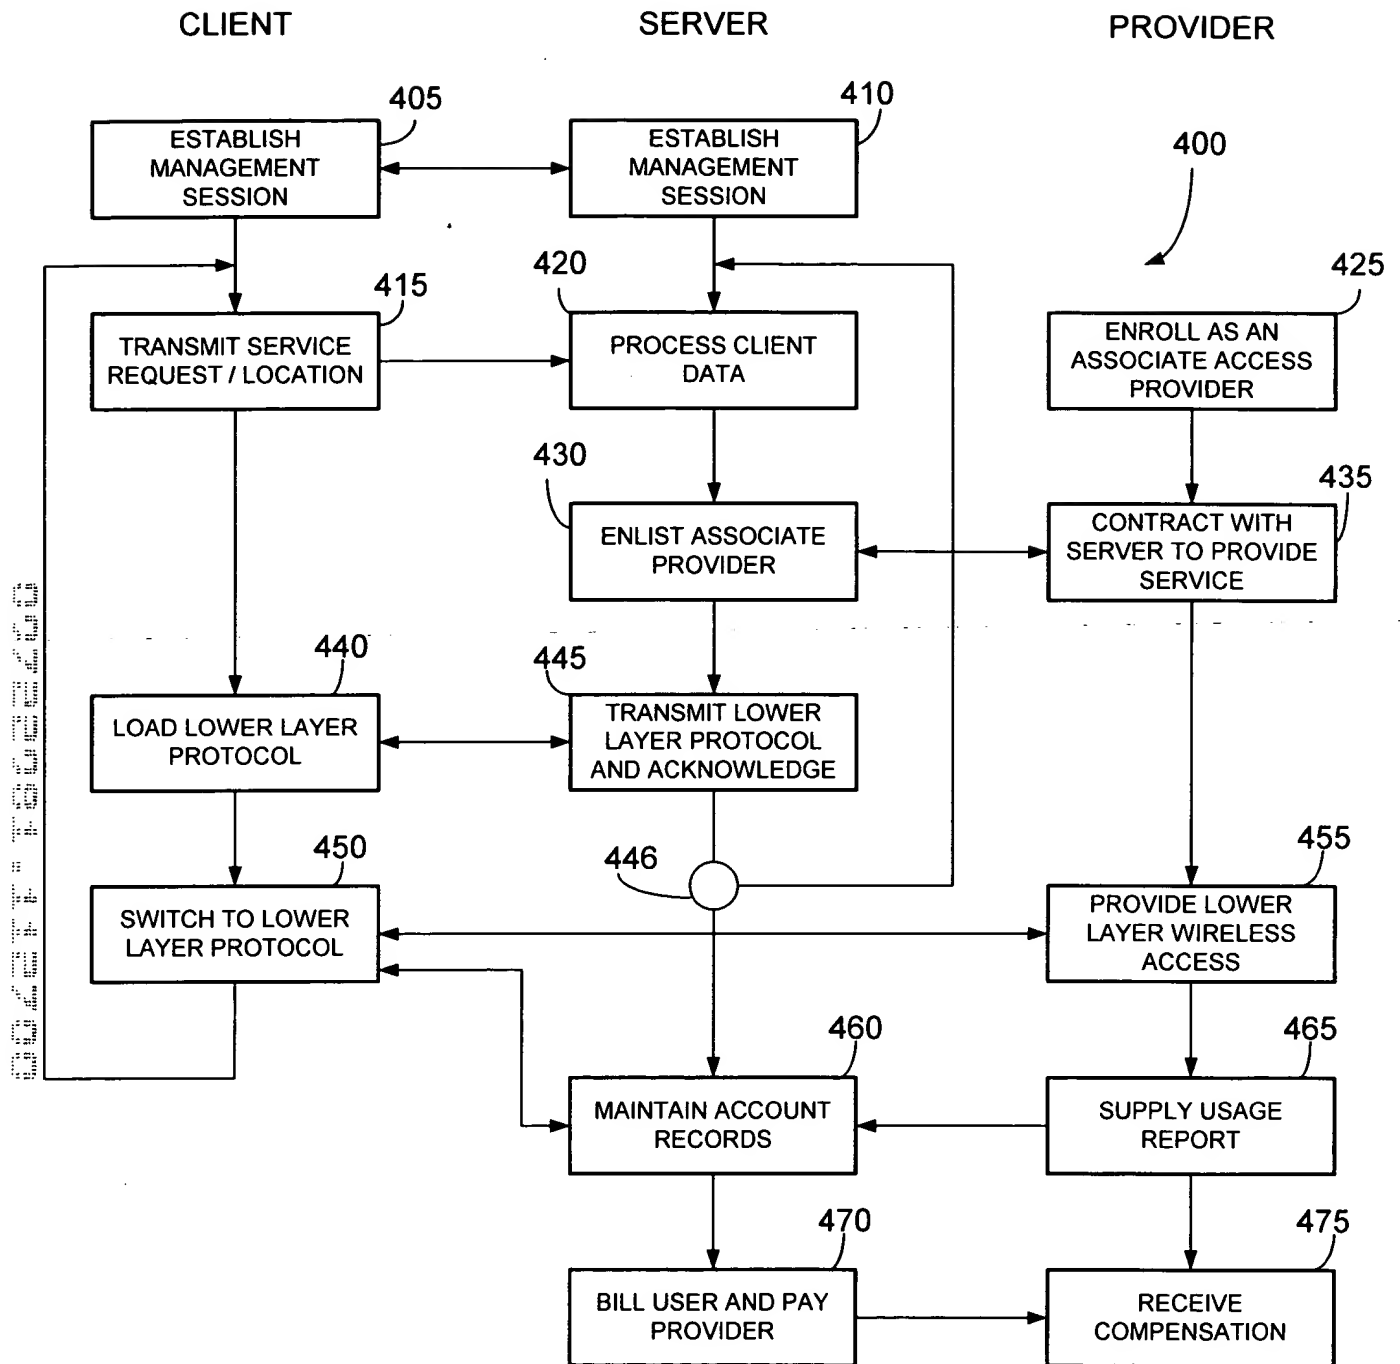 CLIENT
SERVER
PROVIDER
405
410
ESTABLISH
MANAGEMENT
SESSION
ESTABLISH
MANAGEMENT
SESSION
400
415
420
425
TRANSMIT SERVICE
REQUEST / LOCATION
PROCESS CLIENT
DATA
ENROLL AS AN
ASSOCIATE ACCESS
PROVIDER
430
435
ENLIST ASSOCIATE
PROVIDER
CONTRACT WITH
SERVER TO PROVIDE
SERVICE
440
445
LOAD LOWER LAYER
PROTOCOL
TRANSMIT LOWER
LAYER PROTOCOL
AND ACKNOWLEDGE
450
446
455
SWITCH TO LOWER
LAYER PROTOCOL
PROVIDE LOWER
LAYER WIRELESS
ACCESS
460
465
MAINTAIN ACCOUNT
RECORDS
SUPPLY USAGE
REPORT
470
475
BILL USER AND PAY
PROVIDER
RECEIVE
COMPENSATION